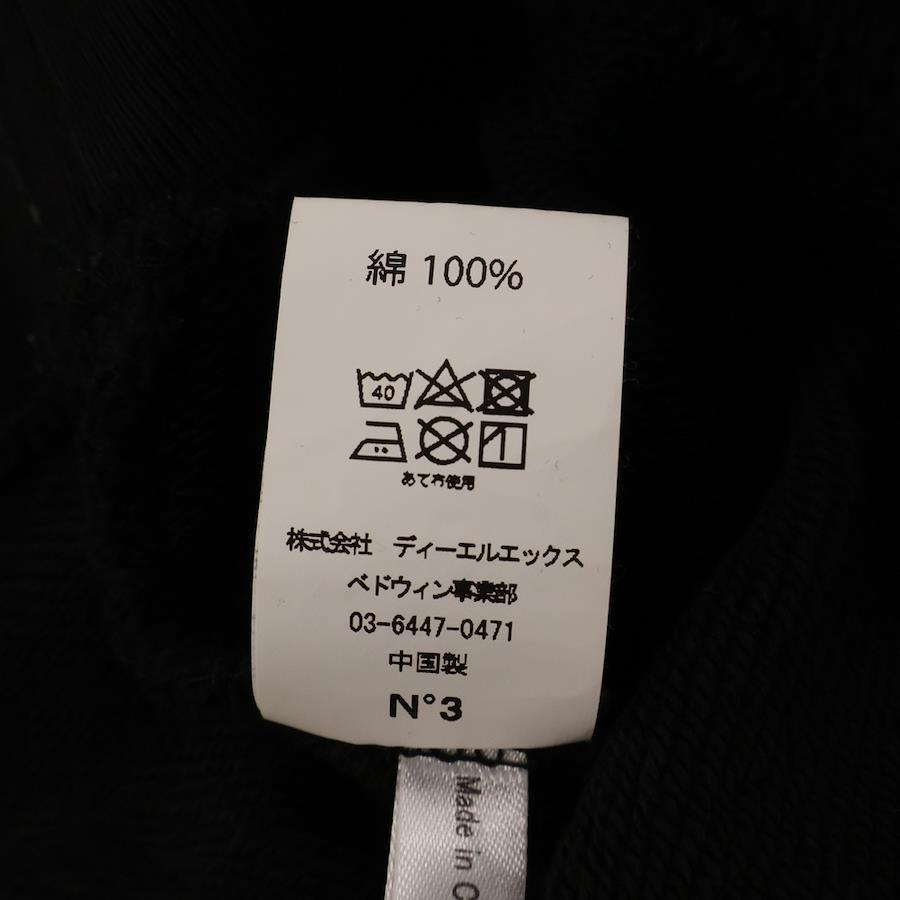 綿 100%
40
あて布使用
株式会社 ディーエルエックス
ベドウィン事業部
03-6447-0471
中国製
N°3
Made in C